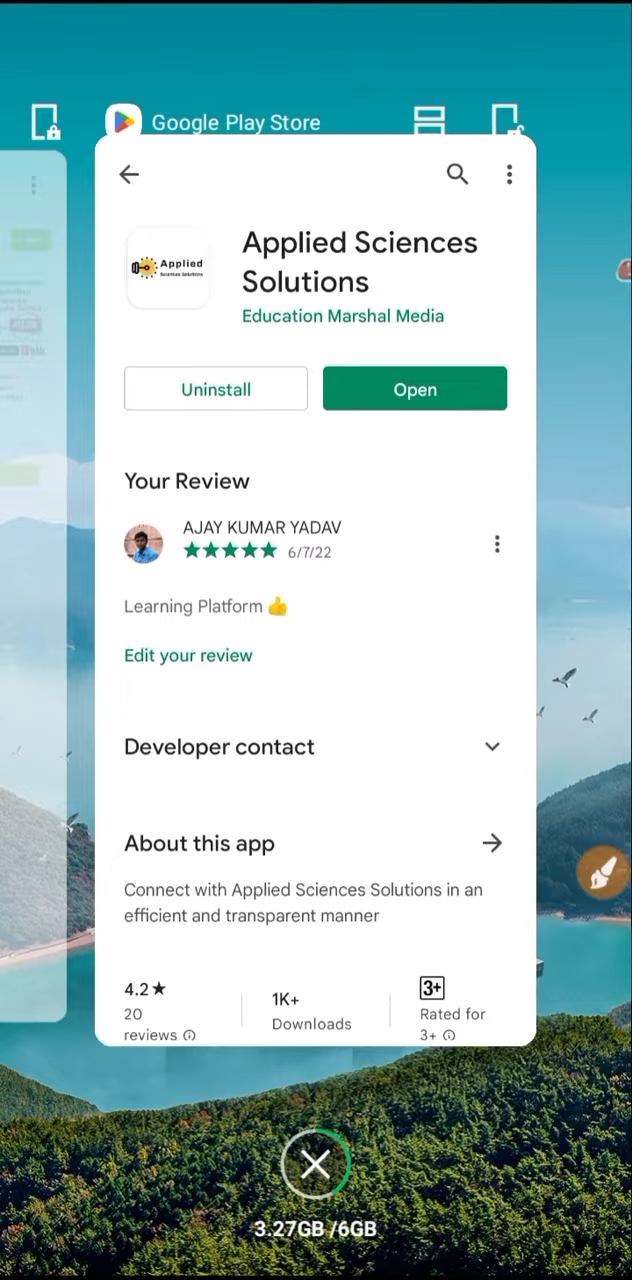 Google Play Store
Applied
Sciences Solutions
Applied Sciences
Solutions
Education Marshal Media
Uninstall
Open
Your Review
AJAY KUMAR YADAV
6/7/22
Learning Platform 👍
Edit your review
Developer contact
About this app
Connect with Applied Sciences Solutions in an
efficient and transparent manner
4.2★
20
reviews
1K+
Downloads
3+
Rated for
3+
3.27GB /6GB